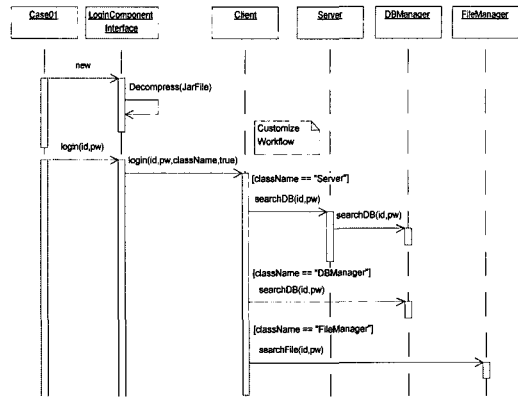 Case01
LoginComponent
Interface
Client
Server
DBManager
FileManager
new
Decompress(JarFile)
Customize
Workflow
login(id,pw)
login(id,pw,className,true)
[className == "Server"]
searchDB(id,pw)
searchDB(id,pw)
[className == "DBManager"]
searchDB(id,pw)
[className == "FileManager"]
searchFile(id,pw)